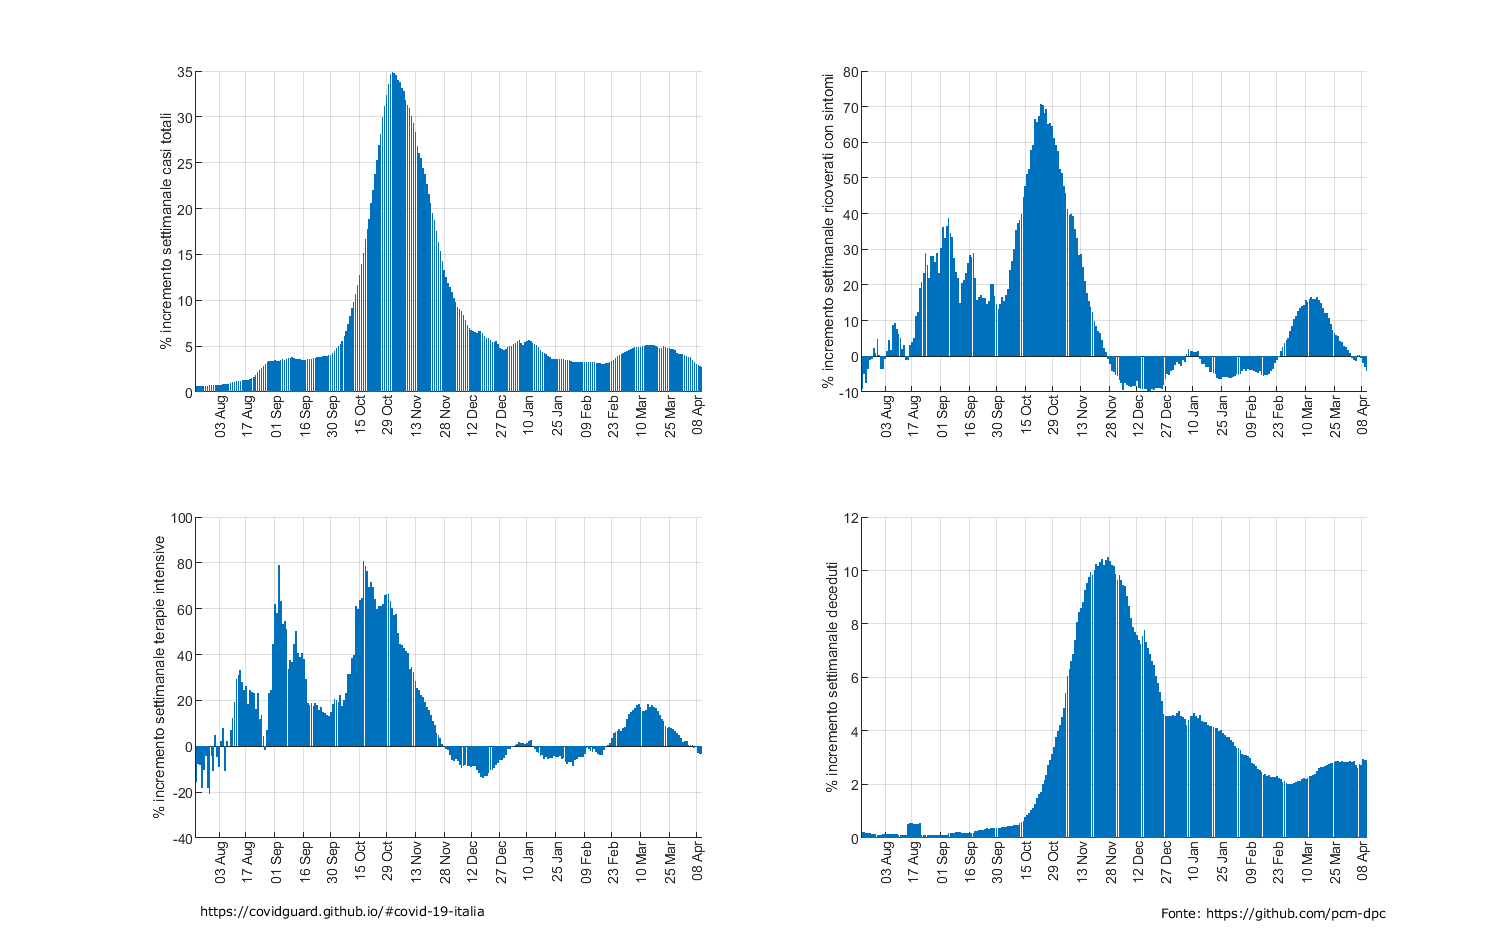 % incremento settimanale casi totali
35
30
25
20
15
10
5
0
03 Aug
17 Aug
01 Sep
16 Sep
30 Sep
15 Oct
29 Oct
13 Nov
28 Nov
12 Dec
27 Dec
10 Jan
25 Jan
09 Feb
23 Feb
10 Mar
25 Mar
08 Apr
% incremento settimanale ricoverati con sintomi
80
70
60
50
40
30
20
10
0
-10
03 Aug
17 Aug
01 Sep
16 Sep
30 Sep
15 Oct
29 Oct
13 Nov
28 Nov
12 Dec
27 Dec
10 Jan
25 Jan
09 Feb
23 Feb
10 Mar
25 Mar
08 Apr
% incremento settimanale terapie intensive
100
80
60
40
20
0
-20
-40
03 Aug
17 Aug
01 Sep
16 Sep
30 Sep
15 Oct
29 Oct
13 Nov
28 Nov
12 Dec
27 Dec
10 Jan
25 Jan
09 Feb
23 Feb
10 Mar
25 Mar
08 Apr
% incremento settimanale deceduti
12
10
8
6
4
2
0
03 Aug
17 Aug
01 Sep
16 Sep
30 Sep
15 Oct
29 Oct
13 Nov
28 Nov
12 Dec
27 Dec
10 Jan
25 Jan
09 Feb
23 Feb
10 Mar
25 Mar
08 Apr
https://covidguard.github.io/#covid-19-italia
Fonte: https://github.com/pcm-dpc